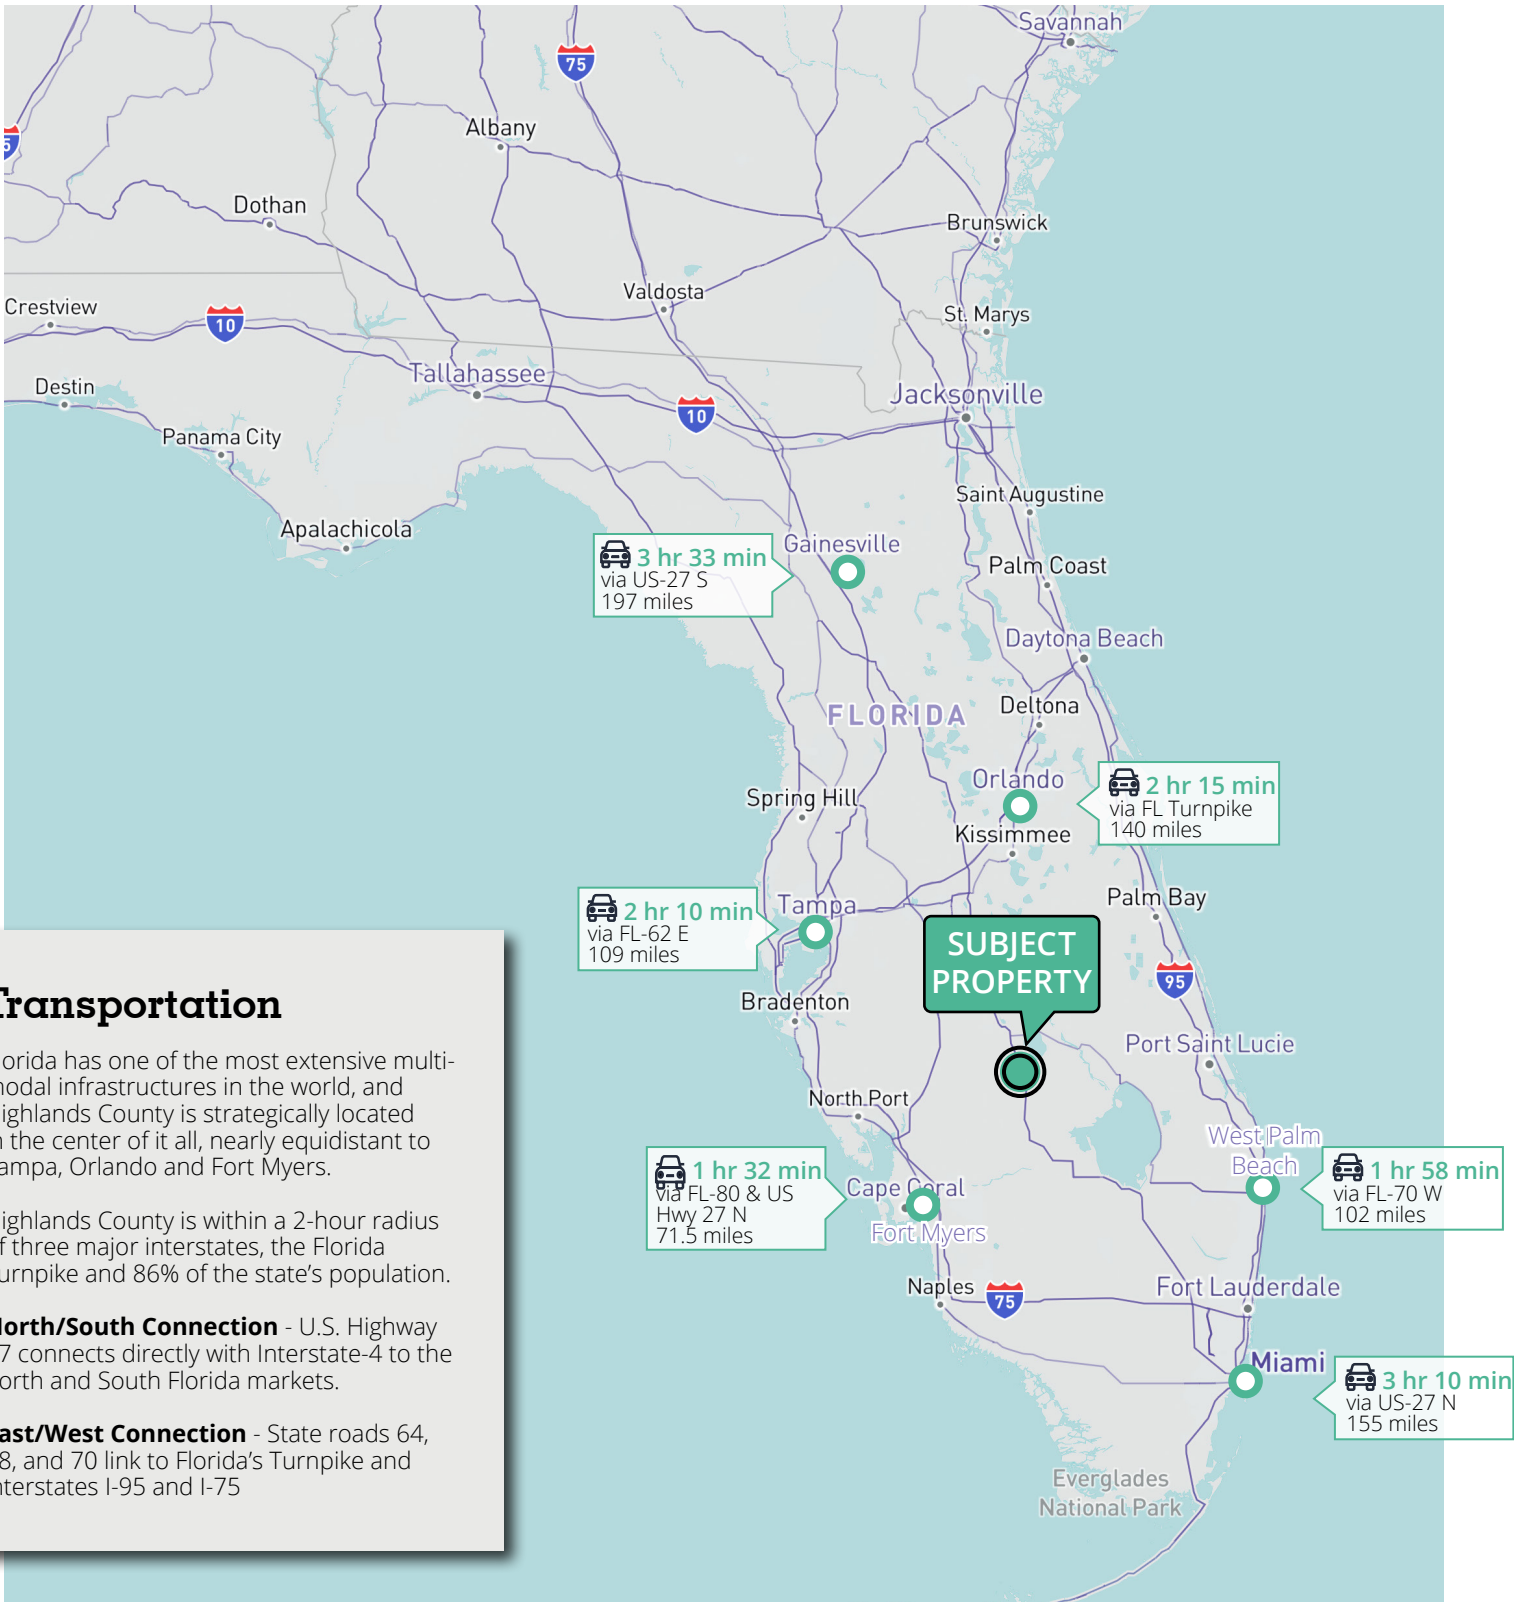 Savannah
75
Albany
5
Dothan
Brunswick
Valdosta
Crestview
St. Marys
10
Tallahassee
Destin
Jacksonville
10
Panama City
Saint Augustine
Apalachicola
Gainesville
3 hr 33 min
via US-27 S
197 miles
Palm Coast
Daytona Beach
FLORIDA
Deltona
Orlando
2 hr 15 min
via FL Turnpike
140 miles
Spring Hill
Kissimmee
Palm Bay
Tampa
2 hr 10 min
via FL-62 E
109 miles
SUBJECT
PROPERTY
95
Bradenton
Port Saint Lucie
North Port
West Palm
Beach
1 hr 58 min
via FL-70 W
102 miles
1 hr 32 min
via FL-80 & US
Hwy 27 N
71.5 miles
Cape Coral
Fort Myers
Naples
75
Fort Lauderdale
Miami
3 hr 10 min
via US-27 N
155 miles
Everglades
National Park
Transportation
orida has one of the most extensive multi-
nodal infrastructures in the world, and
ighlands County is strategically located
n the center of it all, nearly equidistant to
ampa, Orlando and Fort Myers.
ighlands County is within a 2-hour radius
f three major interstates, the Florida
urnpike and 86% of the state's population.
North/South Connection - U.S. Highway
7 connects directly with Interstate-4 to the
orth and South Florida markets.
ast/West Connection - State roads 64,
8, and 70 link to Florida's Turnpike and
nterstates I-95 and I-75